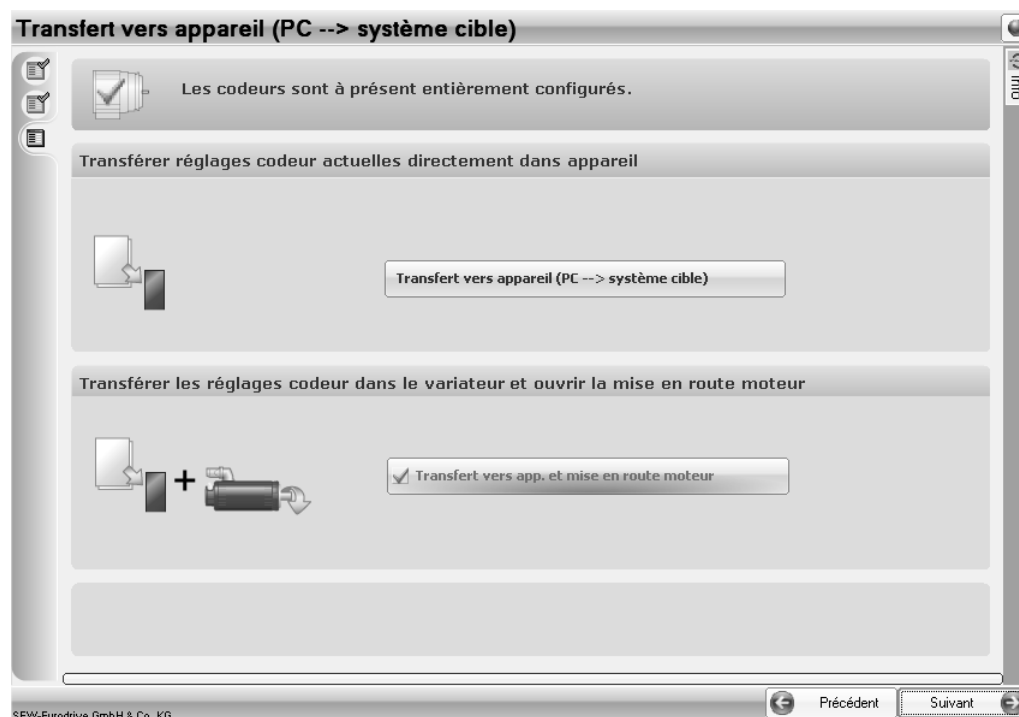 Transfert vers appareil (PC --> système cible)
Les codeurs sont à présent entièrement configurés.
Transférer réglages codeur actuelles directement dans appareil
Transfert vers appareil (PC --> système cible)
Transférer les réglages codeur dans le variateur et ouvrir la mise en route moteur
Transfert vers app. et mise en route moteur
Précédent
Suivant
SEW-Eurodrive GmbH & Co. KG